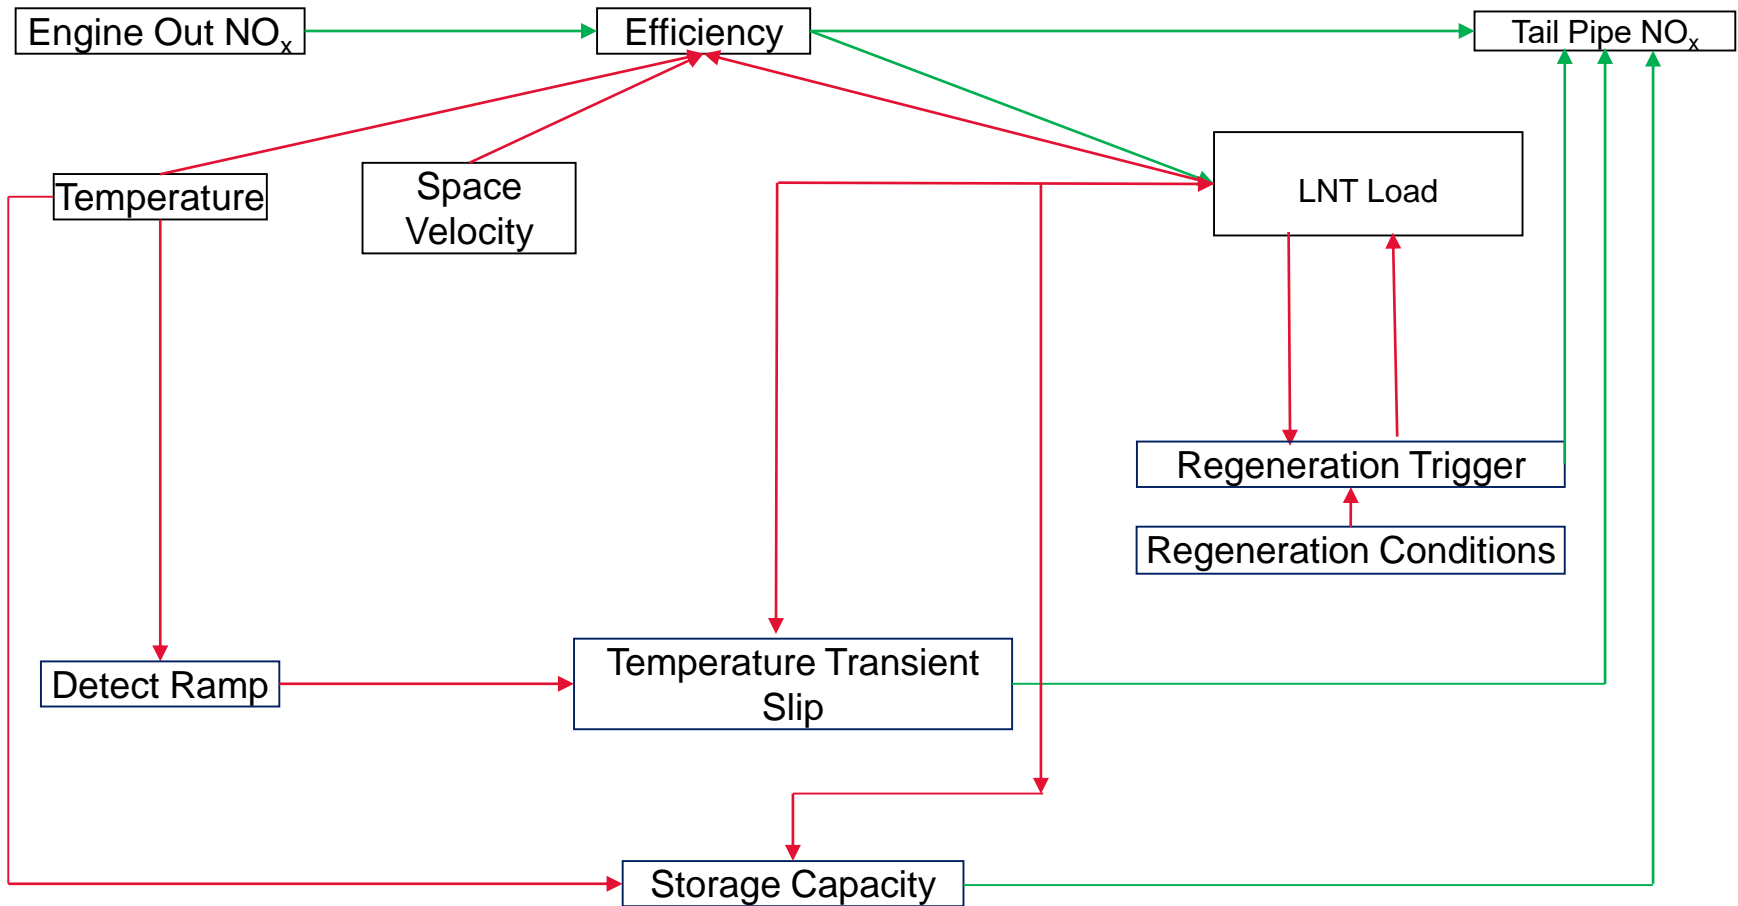 Engine Out NOₓ
Efficiency
Tail Pipe NOₓ
Temperature
Space
Velocity
LNT Load
Regeneration Trigger
Regeneration Conditions
Detect Ramp
Temperature Transient
Slip
Storage Capacity